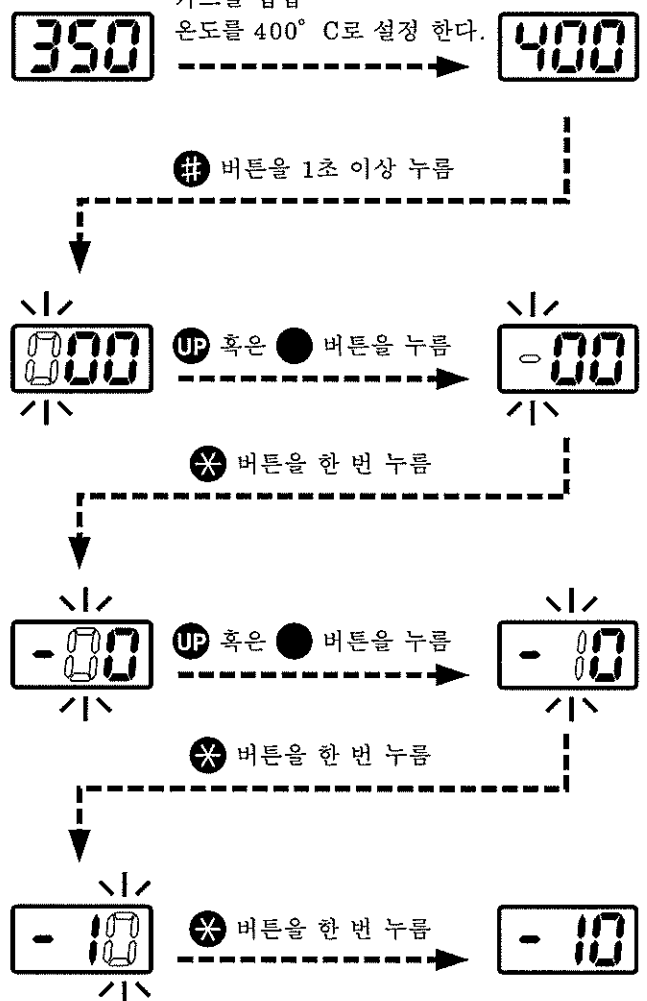 온도를 400° C로 설정 한다.
350 400
# 버튼을 1초 이상 누름
000 UP 혹은 버튼을 누름 -00
* 버튼을 한 번 누름
-00 UP 혹은 버튼을 누름 -10
* 버튼을 한 번 누름
-10 * 버튼을 한 번 누름 -10